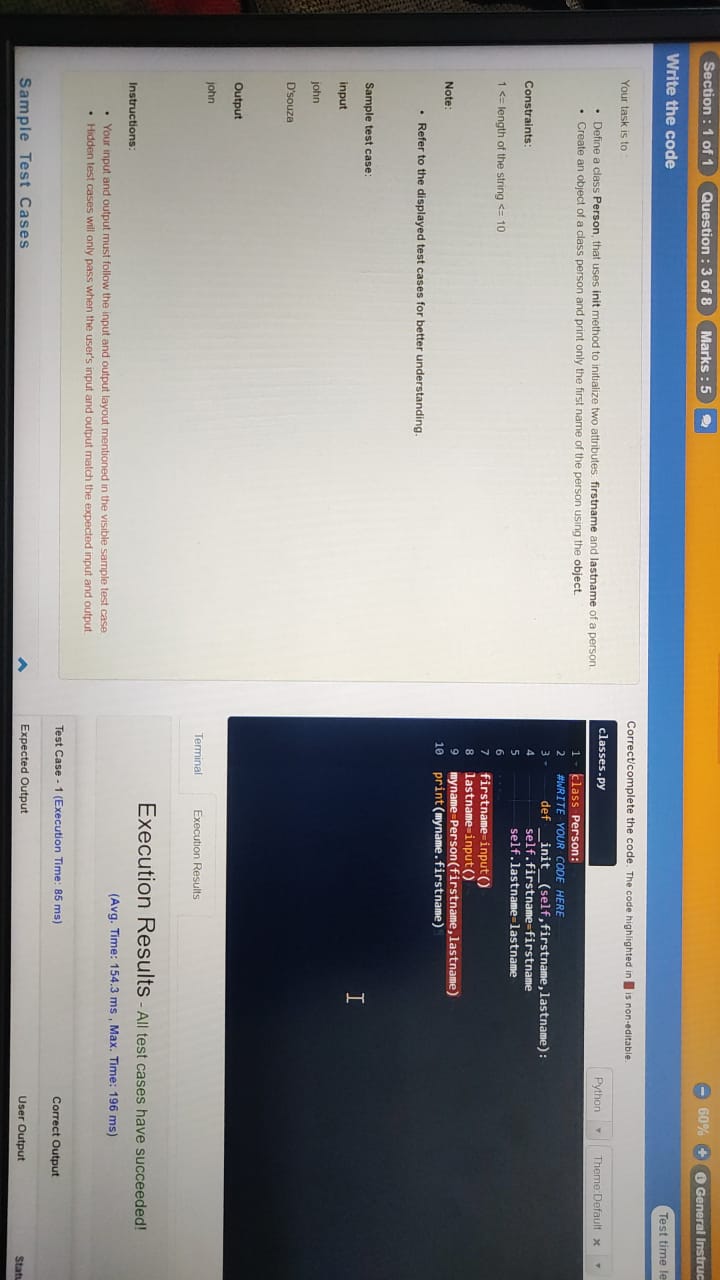 Section : 1 of 1 Question : 3 of 8 Marks : 5
60% General Instruc
Write the code
Test time le
Your task is to
• Define a class Person, that uses init method to initialize two attributes: firstname and lastname of a person.
• Create an object of a class person and print only the first name of the person using the object.
Constraints:
1 <= length of the string <= 10
Note:
• Refer to the displayed test cases for better understanding.
Sample test case:
input
john
D'souza
Output
john
Instructions:
• Your input and output must follow the input and output layout mentioned in the visible sample test case
• Hidden test cases will only pass when the user's input and output match the expected input and output
Sample Test Cases
Correct/complete the code. The code highlighted in is non-editable.
classes.py
Python
Theme:Default
1 - class Person:
2 #WRITE YOUR CODE HERE
3 - def __init__(self,firstname,lastname):
4 self.firstname=firstname
5 self.lastname=lastname
6
7 firstname=input()
8 lastname=input()
9 myname=Person(firstname,lastname)
10 print(myname.firstname)
Terminal Execution Results
Execution Results - All test cases have succeeded!
(Avg. Time: 154.3 ms , Max. Time: 196 ms)
Test Case - 1 (Execution Time: 85 ms) Correct Output
Expected Output User Output Statu